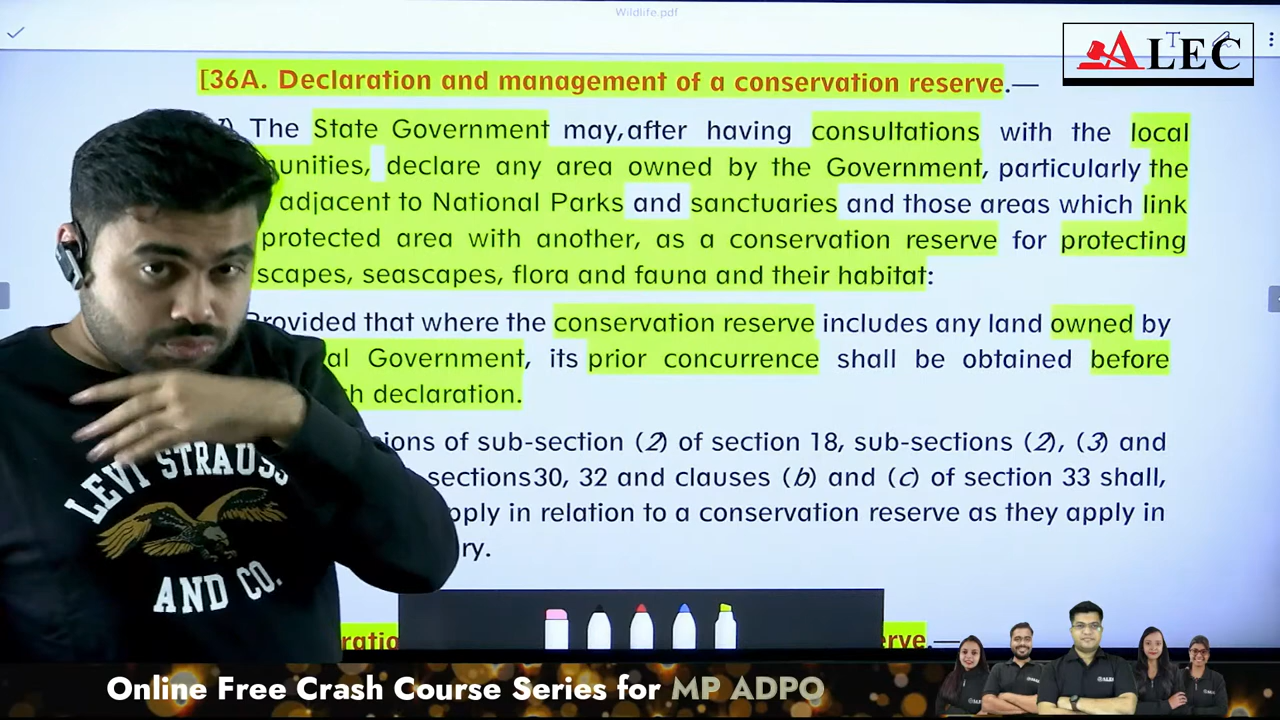 Wildlife.pdf
ALEC
[36A. Declaration and management of a conservation reserve.—
The State Government may, after having consultations with the local
declare any area owned by the Government, particularly the
adjacent to National Parks and sanctuaries and those areas which link
protected area with another, as a conservation reserve for protecting
scapes, seascapes, flora and fauna and their habitat:
Provided that where the conservation reserve includes any land owned by
al Government, its prior concurrence shall be obtained before
h declaration.
ions of sub-section (2) of section 18, sub-sections (2), (3) and
sections30, 32 and clauses (b) and (c) of section 33 shall,
pply in relation to a conservation reserve as they apply in
ry.
LEVI STRAUSS
AND CO.
ratio
rve.—
Online Free Crash Course Series for MP ADPO